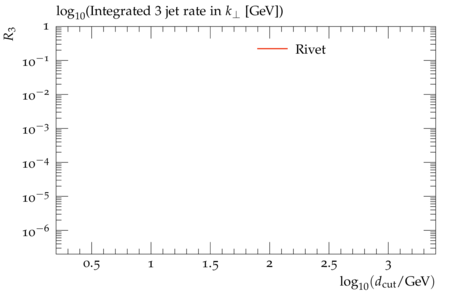 log₁₀(Integrated 3 jet rate in k⊥ [GeV])
R₃
1
10⁻¹
10⁻²
10⁻³
10⁻⁴
10⁻⁵
10⁻⁶
Rivet
0.5 1 1.5 2 2.5 3
log₁₀(d_cut/GeV)